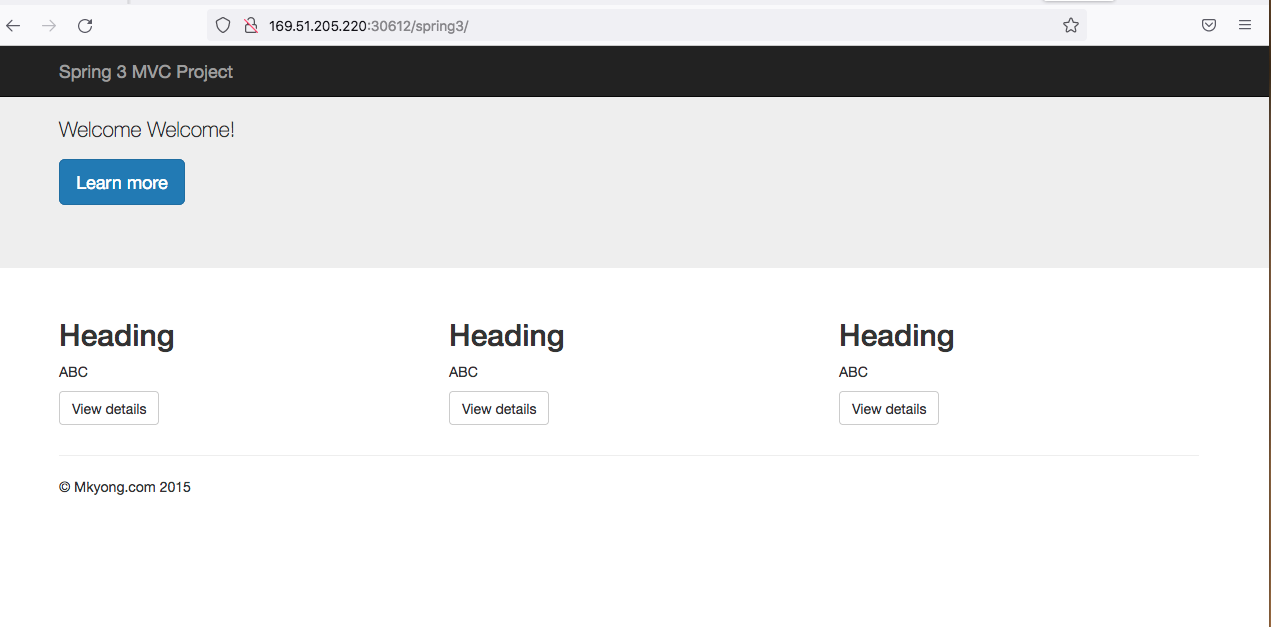 169.51.205.220:30612/spring3/
Spring 3 MVC Project
Welcome Welcome!
Learn more
Heading Heading Heading
ABC ABC ABC
View details View details View details
© Mkyong.com 2015